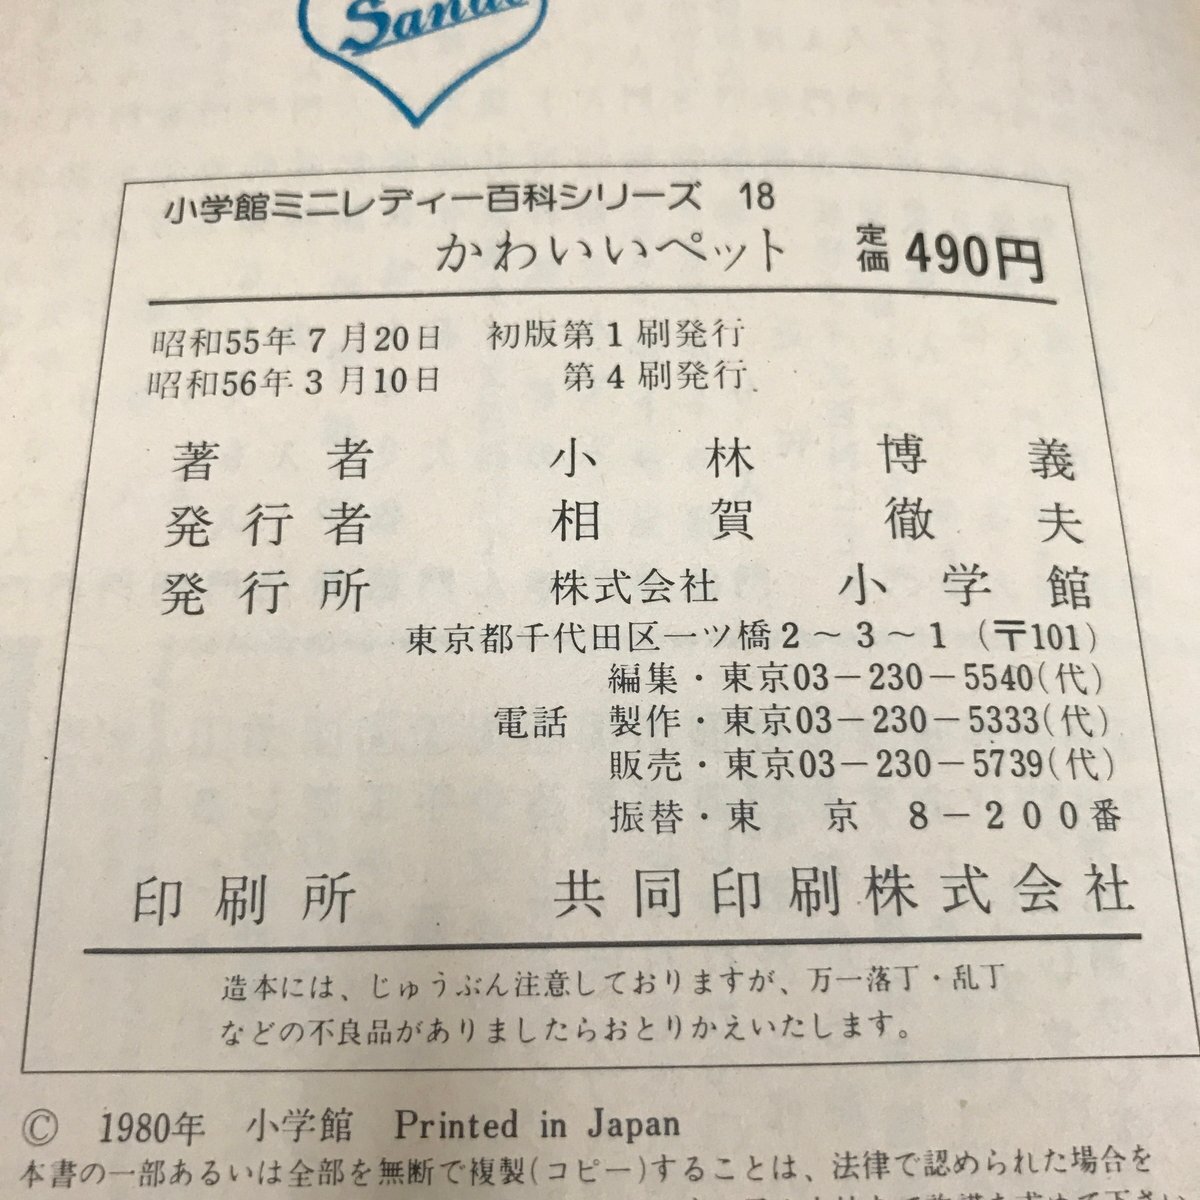 小学館ミニレディー百科シリーズ 18
かわいいペット 定価 490円
昭和55年7月20日 初版第1刷発行
昭和56年3月10日 第4刷発行
著者 小林博義
発行者 相賀徹夫
発行所 株式会社 小学館
東京都千代田区一ツ橋2～3～1 (〒101)
編集・東京03－230－5540(代)
電話 製作・東京03－230－5333(代)
販売・東京03－230－5739(代)
振替・東京 8－200番
印刷所 共同印刷株式会社
造本には、じゅうぶん注意しておりますが、万一落丁・乱丁
などの不良品がありましたらおとりかえいたします。
© 1980年 小学館 Printed in Japan
本書の一部あるいは全部を無断で複製(コピー)することは、法律で認められた場合を